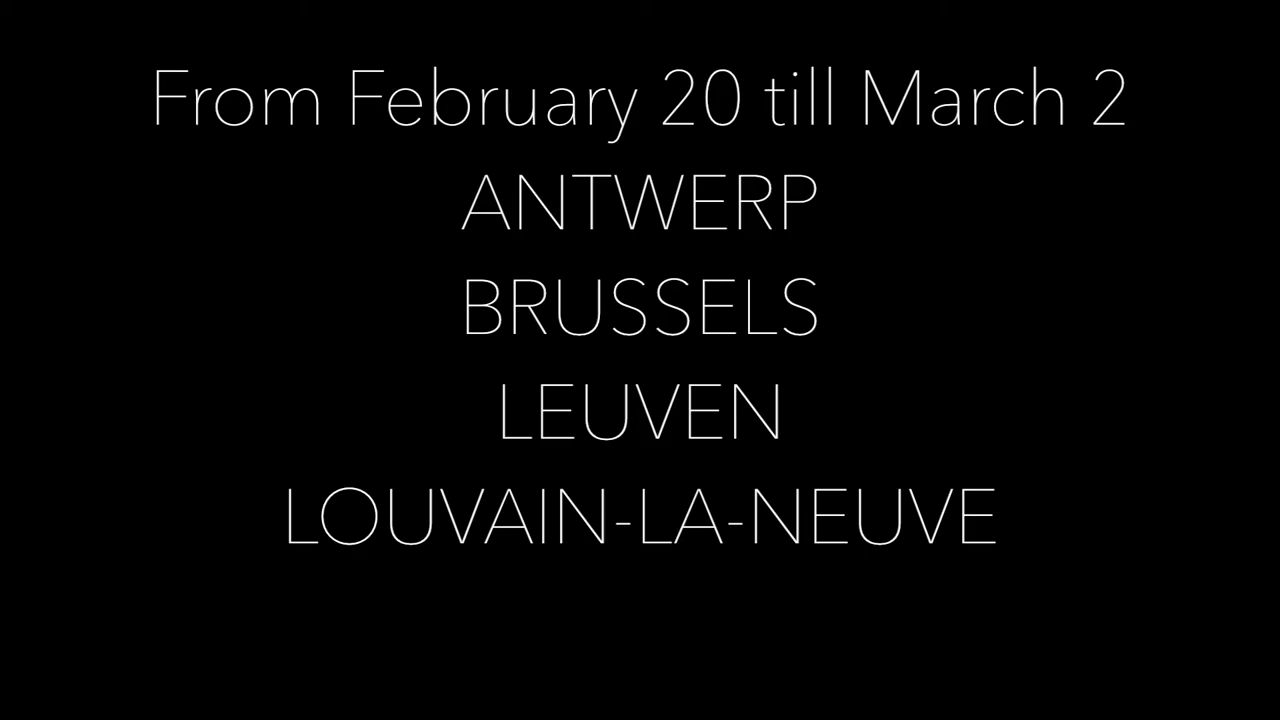 From February 20 till March 2
ANTWERP
BRUSSELS
LEUVEN
LOUVAIN-LA-NEUVE